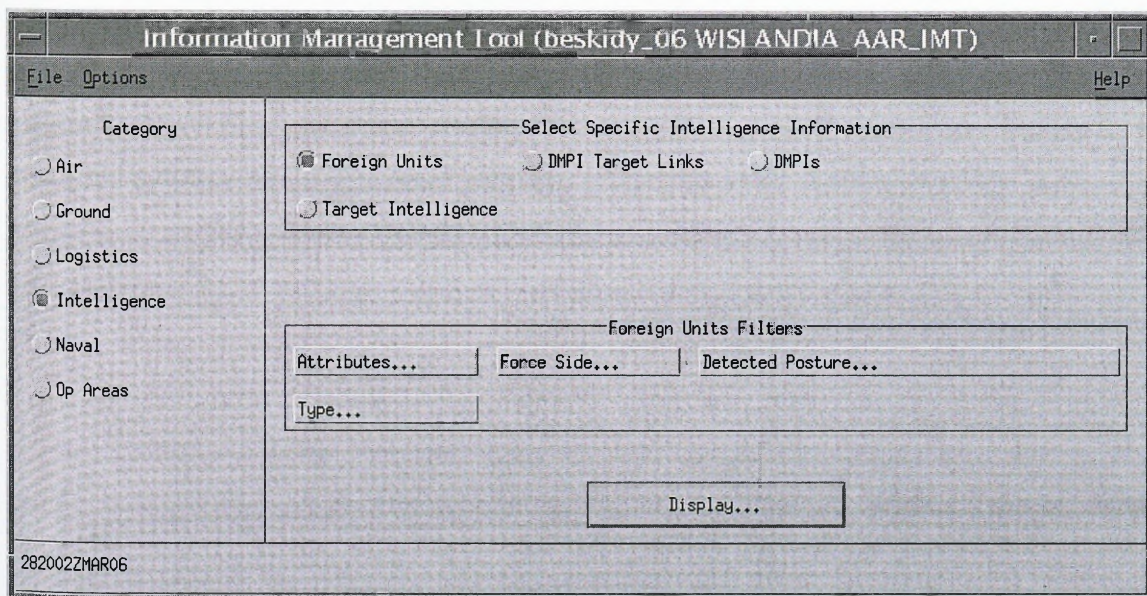 Information Management Tool (beskidy_06 WISLANDIA AAR_IMT)
File Options Help
Category
Air
Ground
Logistics
Intelligence
Naval
Op Areas
Select Specific Intelligence Information
Foreign Units DMPI Target Links DMPIs
Target Intelligence
Foreign Units Filters
Attributes... Force Side... Detected Posture...
Type...
Display...
282002ZMAR06